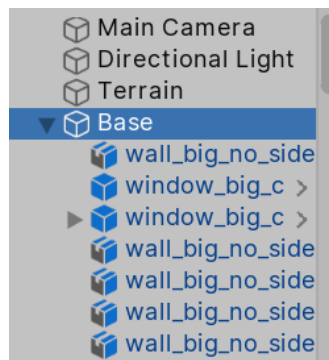 Main Camera
Directional Light
Terrain
Base
wall_big_no_side
window_big_c
window_big_c
wall_big_no_side
wall_big_no_side
wall_big_no_side
wall_big_no_side